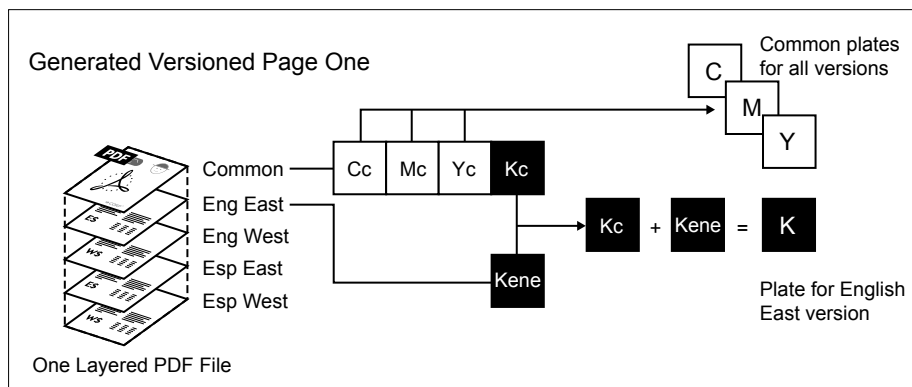 Generated Versioned Page One
Common plates
for all versions
C
M
Y
PDF
Common
Cc Mc Yc Kc
ES
Eng East
WS
Eng West
Kc + Kene = K
ES
Esp East
Kene
WS
Esp West
Plate for English
East version
One Layered PDF File